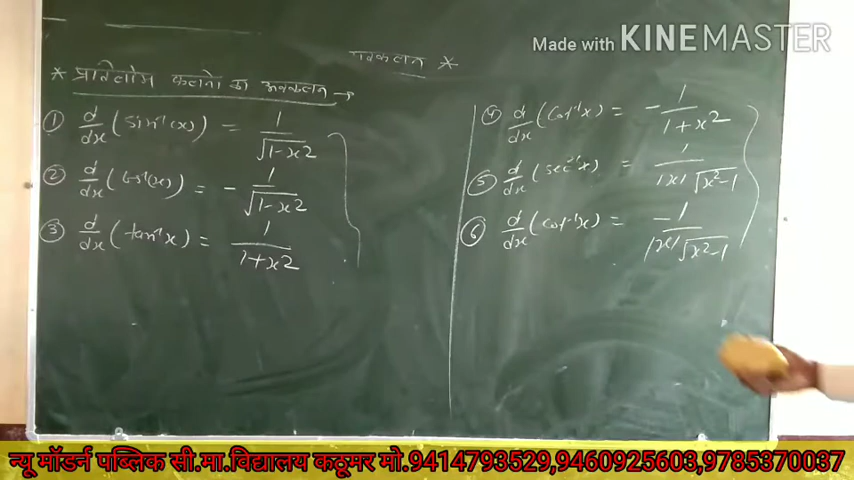 Made with KINEMASTER
अवकलन *
* प्रतिलोम फलनो का अवकलन →
① d/dx (sin⁻¹(x)) = 1/√1-x²
② d/dx (cos⁻¹(x)) = - 1/√1-x²
③ d/dx (tan⁻¹x) = 1/1+x²
④ d/dx (cot⁻¹x) = - 1/1+x²
⑤ d/dx (sec⁻¹x) = 1/|x|√x²-1
⑥ d/dx (cot⁻¹x) = -1/|x|√x²-1
न्यू मॉडर्न पब्लिक सी.मा.विद्यालय कठूमर मो.9414793529,9460925603,9785370037